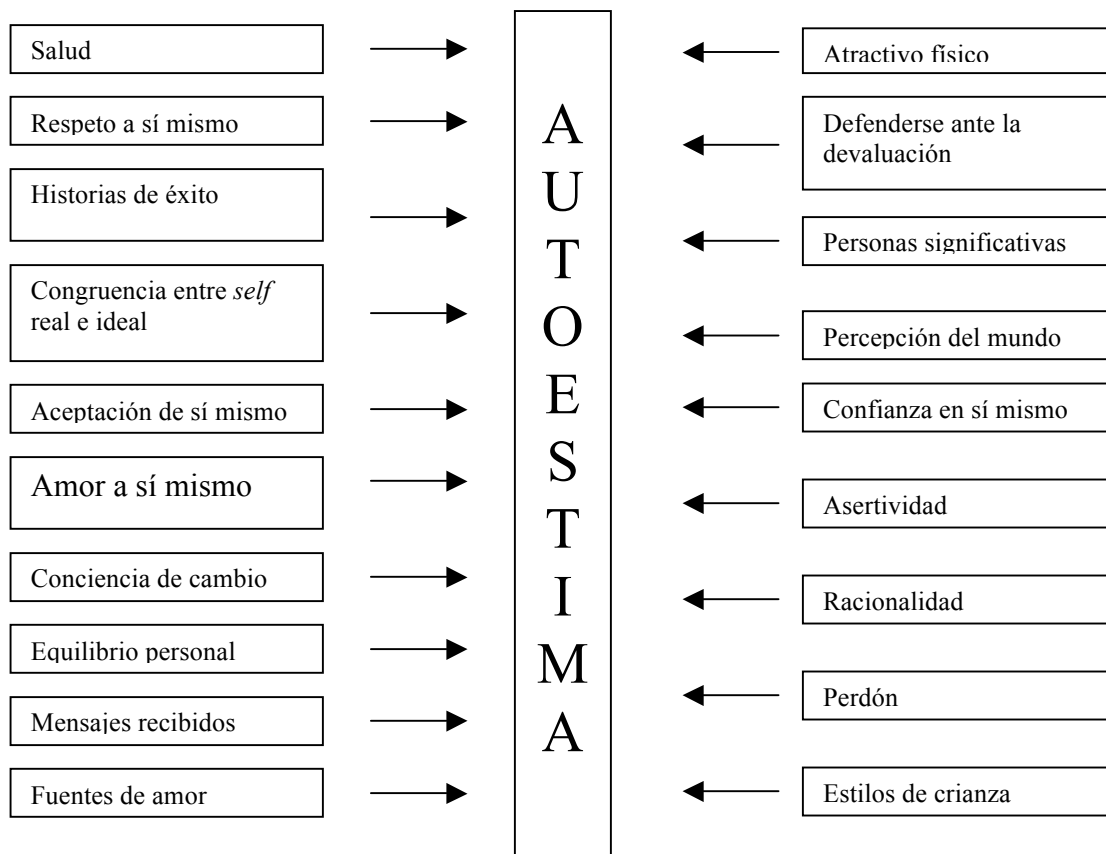 Salud
Respeto a sí mismo
Historias de éxito
Congruencia entre self
real e ideal
Aceptación de sí mismo
Amor a sí mismo
Conciencia de cambio
Equilibrio personal
Mensajes recibidos
Fuentes de amor
A
U
T
O
E
S
T
I
M
A
Atractivo físico
Defenderse ante la
devaluación
Personas significativas
Percepción del mundo
Confianza en sí mismo
Asertividad
Racionalidad
Perdón
Estilos de crianza